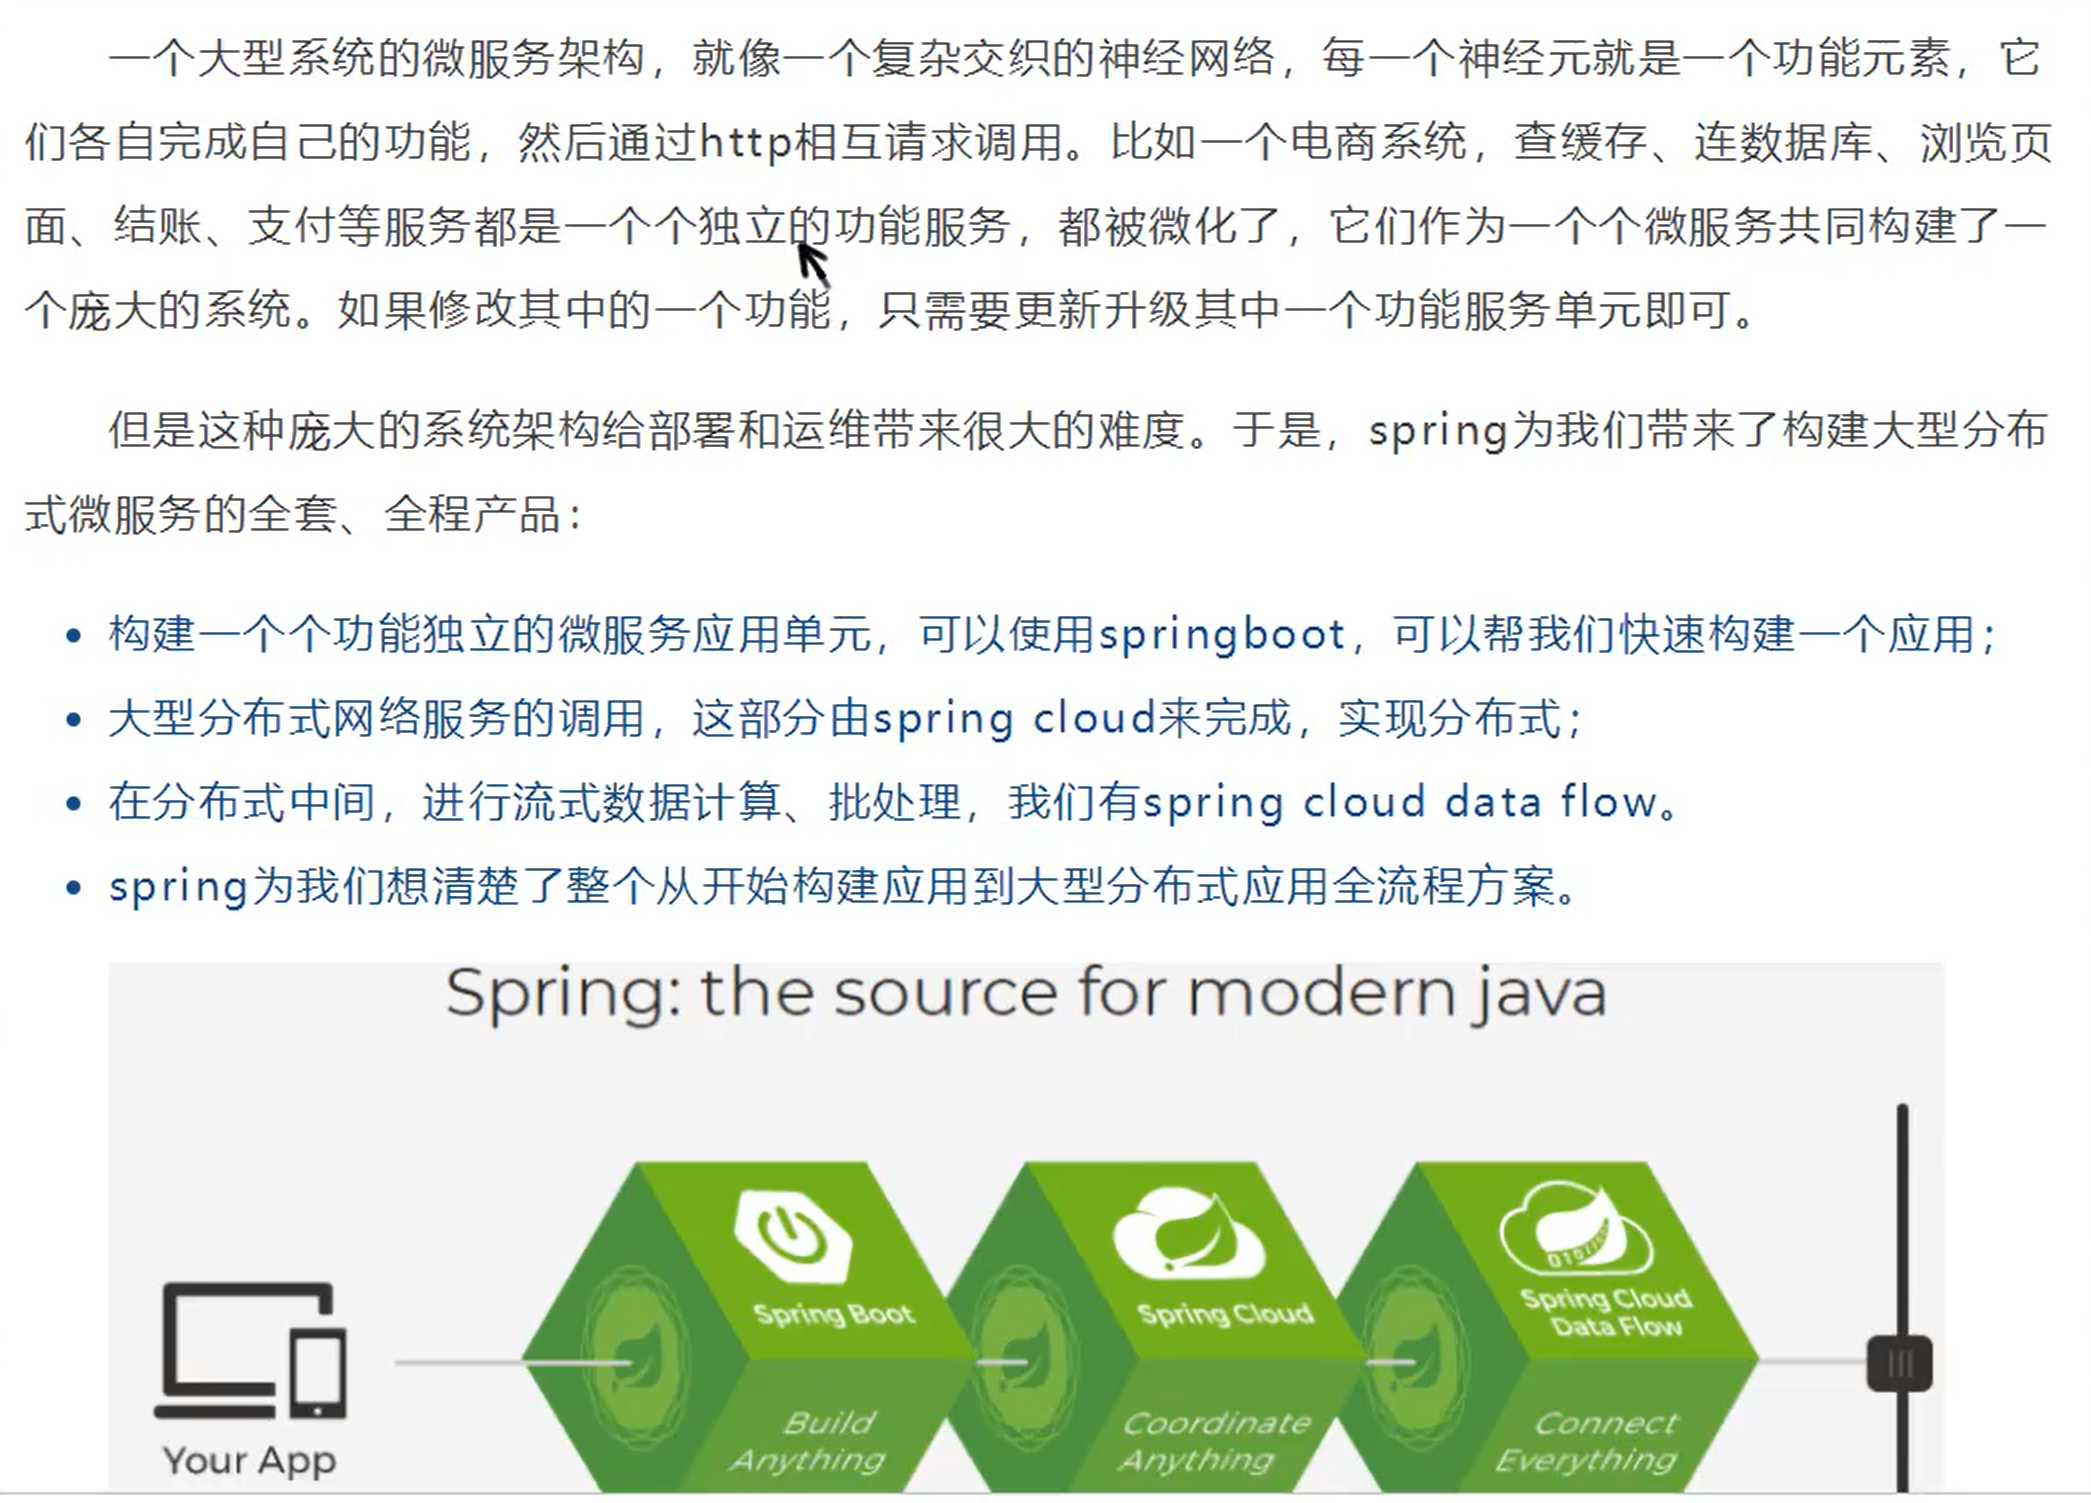 一个大型系统的微服务架构，就像一个复杂交织的神经网络，每一个神经元就是一个功能元素，它
们各自完成自己的功能，然后通过http相互请求调用。比如一个电商系统，查缓存、连数据库、浏览页
面、结账、支付等服务都是一个个独立的功能服务，都被微化了，它们作为一个个微服务共同构建了一
个庞大的系统。如果修改其中的一个功能，只需要更新升级其中一个功能服务单元即可。
但是这种庞大的系统架构给部署和运维带来很大的难度。于是，spring为我们带来了构建大型分布
式微服务的全套、全程产品：
• 构建一个个功能独立的微服务应用单元，可以使用springboot，可以帮我们快速构建一个应用；
• 大型分布式网络服务的调用，这部分由spring cloud来完成，实现分布式；
• 在分布式中间，进行流式数据计算、批处理，我们有spring cloud data flow。
• spring为我们想清楚了整个从开始构建应用到大型分布式应用全流程方案。
Spring: the source for modern java
Your App
Spring Boot
Build
Anything
Spring Cloud
Coordinate
Anything
Spring Cloud
Data Flow
Connect
Everything